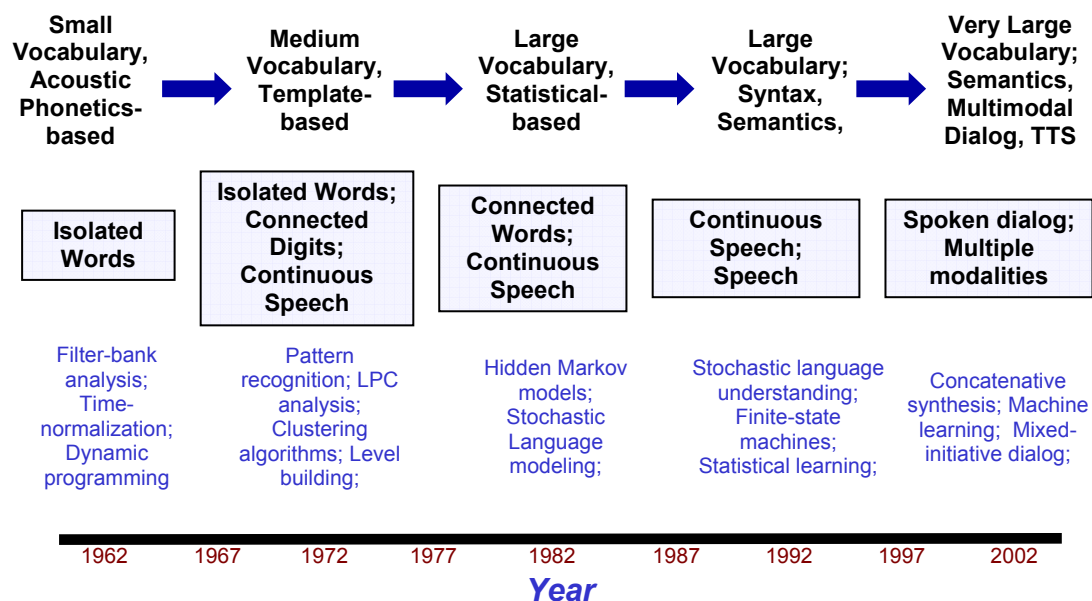 Small
Vocabulary,
Acoustic
Phonetics-
based
Medium
Vocabulary,
Template-
based
Large
Vocabulary,
Statistical-
based
Large
Vocabulary;
Syntax,
Semantics,
Very Large
Vocabulary;
Semantics,
Multimodal
Dialog, TTS
Isolated
Words
Isolated Words;
Connected
Digits;
Continuous
Speech
Connected
Words;
Continuous
Speech
Continuous
Speech;
Speech
Spoken dialog;
Multiple
modalities
Filter-bank
analysis;
Time-
normalization;
Dynamic
programming
Pattern
recognition; LPC
analysis;
Clustering
algorithms; Level
building;
Hidden Markov
models;
Stochastic
Language
modeling;
Stochastic language
understanding;
Finite-state
machines;
Statistical learning;
Concatenative
synthesis; Machine
learning; Mixed-
initiative dialog;
1962 1967 1972 1977 1982 1987 1992 1997 2002
Year